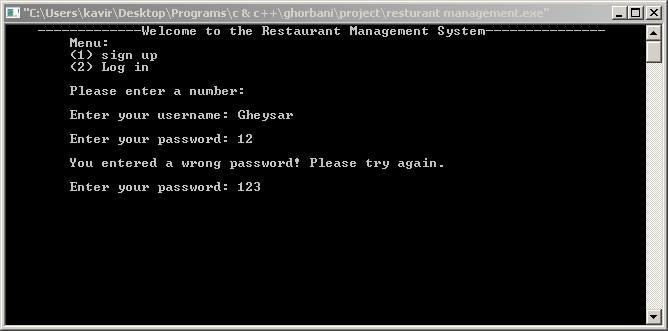 "C:\Users\kavir\Desktop\Programs\c & c++\ghorbani\project\resturant management.exe"
---------------Welcome to the Restaurant Management System---------------
Menu:
(1) sign up
(2) Log in
Please enter a number:
Enter your username: Gheysar
Enter your password: 12
You entered a wrong password! Please try again.
Enter your password: 123